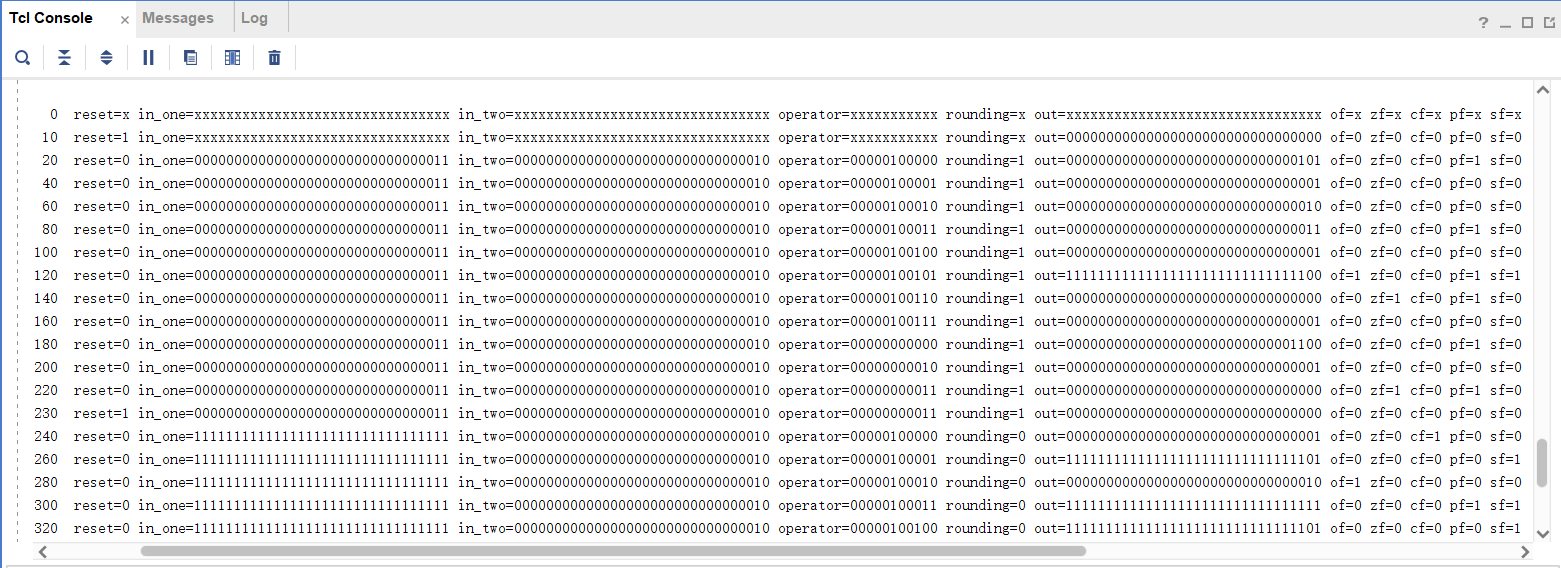 Tcl Console × Messages Log
? _
0 reset=x in_one=xxxxxxxxxxxxxxxxxxxxxxxxxxxxxxxx in_two=xxxxxxxxxxxxxxxxxxxxxxxxxxxxxxxx operator=xxxxxxxxxxx rounding=x out=xxxxxxxxxxxxxxxxxxxxxxxxxxxxxxxx of=x zf=x cf=x pf=x sf=x
10 reset=1 in_one=xxxxxxxxxxxxxxxxxxxxxxxxxxxxxxxx in_two=xxxxxxxxxxxxxxxxxxxxxxxxxxxxxxxx operator=xxxxxxxxxxx rounding=x out=00000000000000000000000000000000 of=0 zf=0 cf=0 pf=0 sf=0
20 reset=0 in_one=00000000000000000000000000000011 in_two=00000000000000000000000000000010 operator=00000100000 rounding=1 out=00000000000000000000000000000101 of=0 zf=0 cf=0 pf=1 sf=0
40 reset=0 in_one=00000000000000000000000000000011 in_two=00000000000000000000000000000010 operator=00000100001 rounding=1 out=00000000000000000000000000000001 of=0 zf=0 cf=0 pf=0 sf=0
60 reset=0 in_one=00000000000000000000000000000011 in_two=00000000000000000000000000000010 operator=00000100010 rounding=1 out=00000000000000000000000000000010 of=0 zf=0 cf=0 pf=0 sf=0
80 reset=0 in_one=00000000000000000000000000000011 in_two=00000000000000000000000000000010 operator=00000100011 rounding=1 out=00000000000000000000000000000011 of=0 zf=0 cf=0 pf=1 sf=0
100 reset=0 in_one=00000000000000000000000000000011 in_two=00000000000000000000000000000010 operator=00000100100 rounding=1 out=00000000000000000000000000000001 of=0 zf=0 cf=0 pf=0 sf=0
120 reset=0 in_one=00000000000000000000000000000011 in_two=00000000000000000000000000000010 operator=00000100101 rounding=1 out=11111111111111111111111111111100 of=1 zf=0 cf=0 pf=1 sf=1
140 reset=0 in_one=00000000000000000000000000000011 in_two=00000000000000000000000000000010 operator=00000100110 rounding=1 out=00000000000000000000000000000000 of=0 zf=1 cf=0 pf=1 sf=0
160 reset=0 in_one=00000000000000000000000000000011 in_two=00000000000000000000000000000010 operator=00000100111 rounding=1 out=00000000000000000000000000000001 of=0 zf=0 cf=0 pf=0 sf=0
180 reset=0 in_one=00000000000000000000000000000011 in_two=00000000000000000000000000000010 operator=00000000000 rounding=1 out=00000000000000000000000000001100 of=0 zf=0 cf=0 pf=1 sf=0
200 reset=0 in_one=00000000000000000000000000000011 in_two=00000000000000000000000000000010 operator=00000000010 rounding=1 out=00000000000000000000000000000001 of=0 zf=0 cf=0 pf=0 sf=0
220 reset=0 in_one=00000000000000000000000000000011 in_two=00000000000000000000000000000010 operator=00000000011 rounding=1 out=00000000000000000000000000000000 of=0 zf=1 cf=0 pf=1 sf=0
230 reset=1 in_one=00000000000000000000000000000011 in_two=00000000000000000000000000000010 operator=00000000011 rounding=1 out=00000000000000000000000000000000 of=0 zf=0 cf=0 pf=0 sf=0
240 reset=0 in_one=11111111111111111111111111111111 in_two=00000000000000000000000000000010 operator=00000100000 rounding=0 out=00000000000000000000000000000001 of=0 zf=0 cf=1 pf=0 sf=0
260 reset=0 in_one=11111111111111111111111111111111 in_two=00000000000000000000000000000010 operator=00000100001 rounding=0 out=11111111111111111111111111111101 of=0 zf=0 cf=0 pf=0 sf=1
280 reset=0 in_one=11111111111111111111111111111111 in_two=00000000000000000000000000000010 operator=00000100010 rounding=0 out=00000000000000000000000000000010 of=1 zf=0 cf=0 pf=0 sf=0
300 reset=0 in_one=11111111111111111111111111111111 in_two=00000000000000000000000000000010 operator=00000100011 rounding=0 out=11111111111111111111111111111111 of=0 zf=0 cf=0 pf=1 sf=1
320 reset=0 in_one=11111111111111111111111111111111 in_two=00000000000000000000000000000010 operator=00000100100 rounding=0 out=11111111111111111111111111111101 of=0 zf=0 cf=0 pf=0 sf=1